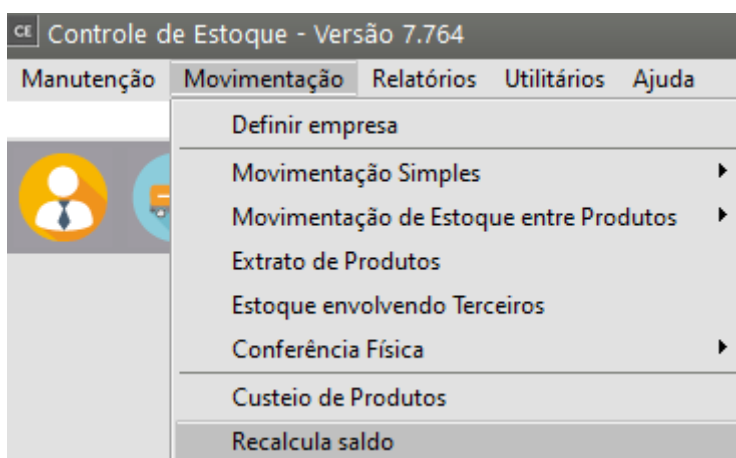 CE Controle de Estoque - Versão 7.764
Manutenção Movimentação Relatórios Utilitários Ajuda
Definir empresa
Movimentação Simples
Movimentação de Estoque entre Produtos
Extrato de Produtos
Estoque envolvendo Terceiros
Conferência Física
Custeio de Produtos
Recalcula saldo